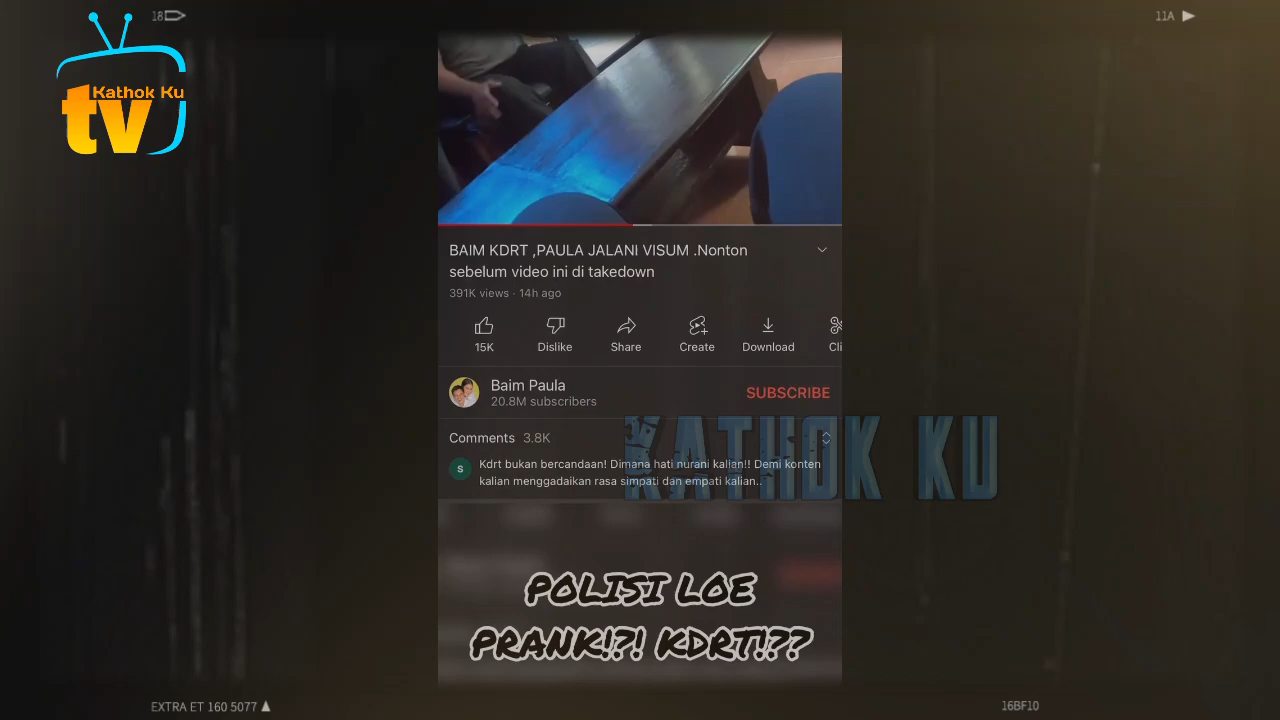 18
11A
Kathok Ku
tv
BAIM KDRT ,PAULA JALANI VISUM .Nonton
sebelum video ini di takedown
391K views · 14h ago
15K
Dislike
Share
Create
Download
Cli
Baim Paula
20.8M subscribers
SUBSCRIBE
KATHOK KU
Comments 3.8K
S
Kdrt bukan bercandaan! Dimana hati nurani kalian!! Demi konten
kalian menggadaikan rasa simpati dan empati kalian..
POLISI LOE
PRANK!?! KDRT!??
EXTRA ET 160 5077
16BF10